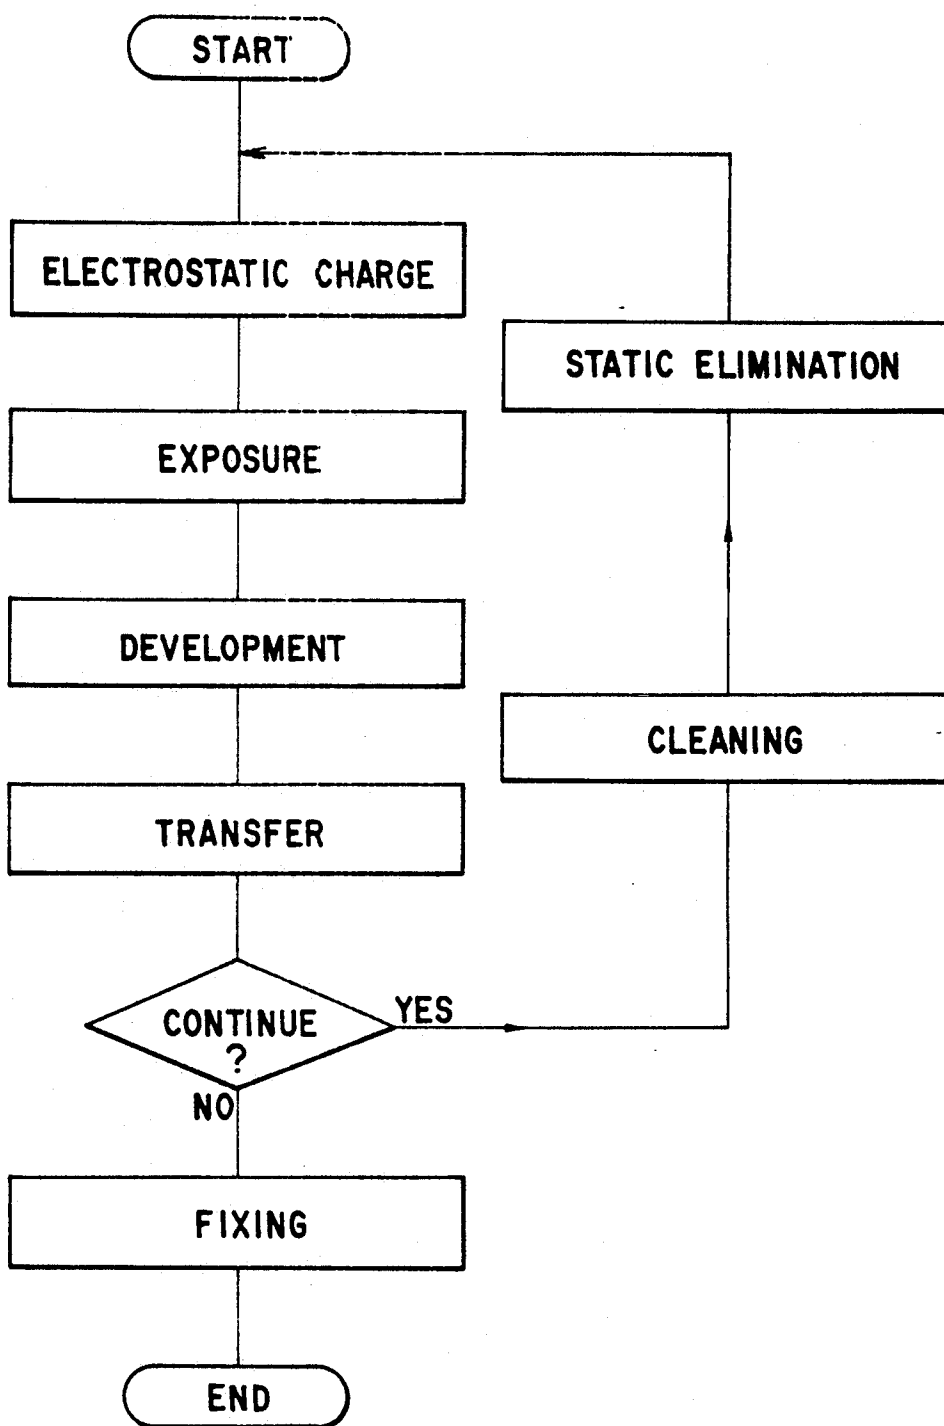 START
ELECTROSTATIC CHARGE
EXPOSURE
DEVELOPMENT
TRANSFER
CONTINUE
?
YES
NO
CLEANING
STATIC ELIMINATION
FIXING
END